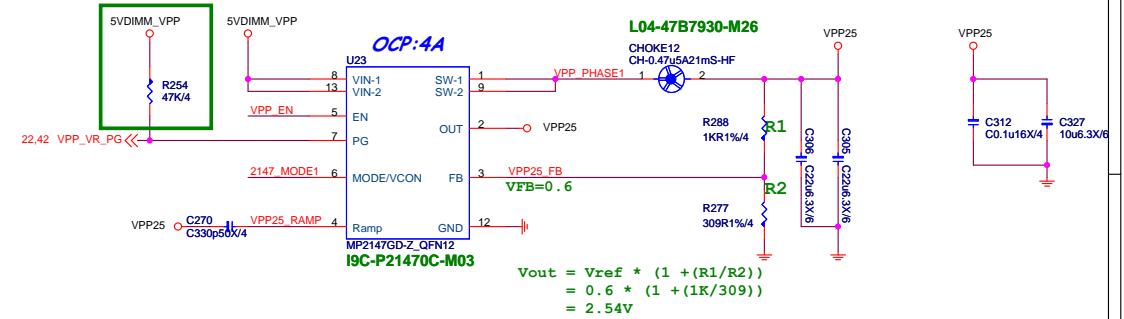 L04-47B7930-M26
5VDIMM_VPP
5VDIMM_VPP
VPP25
VPP25
OCP:4A
CHOKE12
CH-0.47u5A21mS-HF
U23
R254
47K/4
8 VIN-1
13 VIN-2
SW-1 1
SW-2 9
VPP_PHASE1
1
2
VPP_EN
5 EN
OUT 2
VPP25
R288
1KR1%/4
R1
C306
C22u6.3X/6
C305
C22u6.3X/6
C312
C0.1u16X/4
C327
10u6.3X/6
22,42 VPP_VR_PG
7 PG
2147_MODE1
6 MODE/VCON
FB 3
VPP25_FB
VFB=0.6
R2
R277
309R1%/4
VPP25
C270
C330p50X/4
VPP25_RAMP
4 Ramp
GND 12
MP2147GD-Z_QFN12
I9C-P21470C-M03
Vout = Vref * (1 +(R1/R2))
= 0.6 * (1 +(1K/309))
= 2.54V